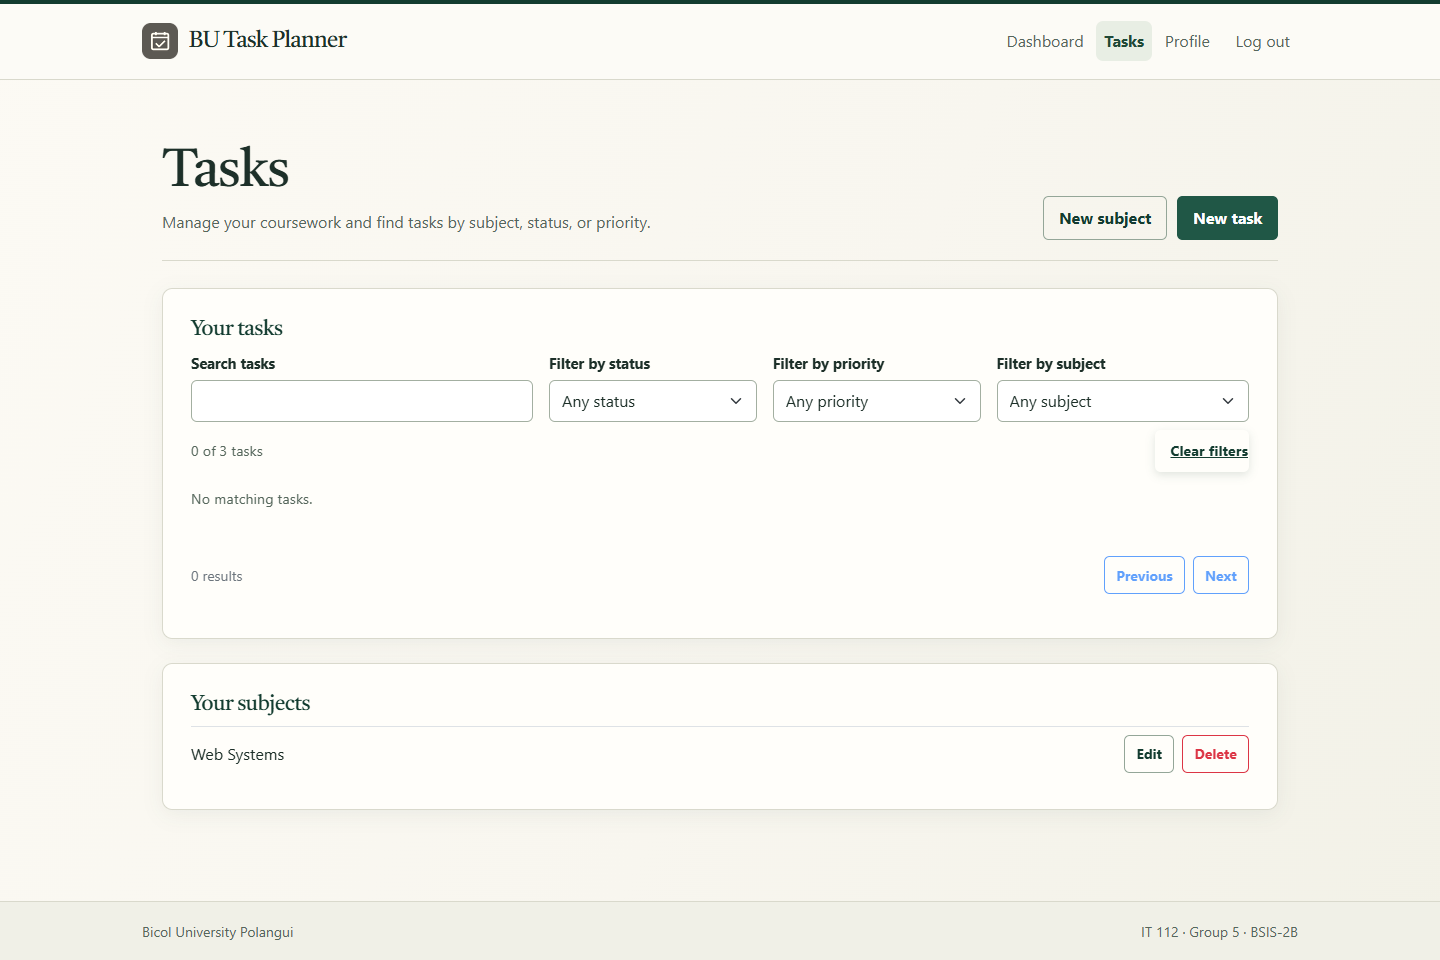 BU Task Planner
Dashboard Tasks Profile Log out
Tasks
Manage your coursework and find tasks by subject, status, or priority.
New subject New task
Your tasks
Search tasks Filter by status Filter by priority Filter by subject
Any status Any priority Any subject
0 of 3 tasks Clear filters
No matching tasks.
0 results Previous Next
Your subjects
Web Systems Edit Delete
Bicol University Polangui IT 112 · Group 5 · BSIS-2B